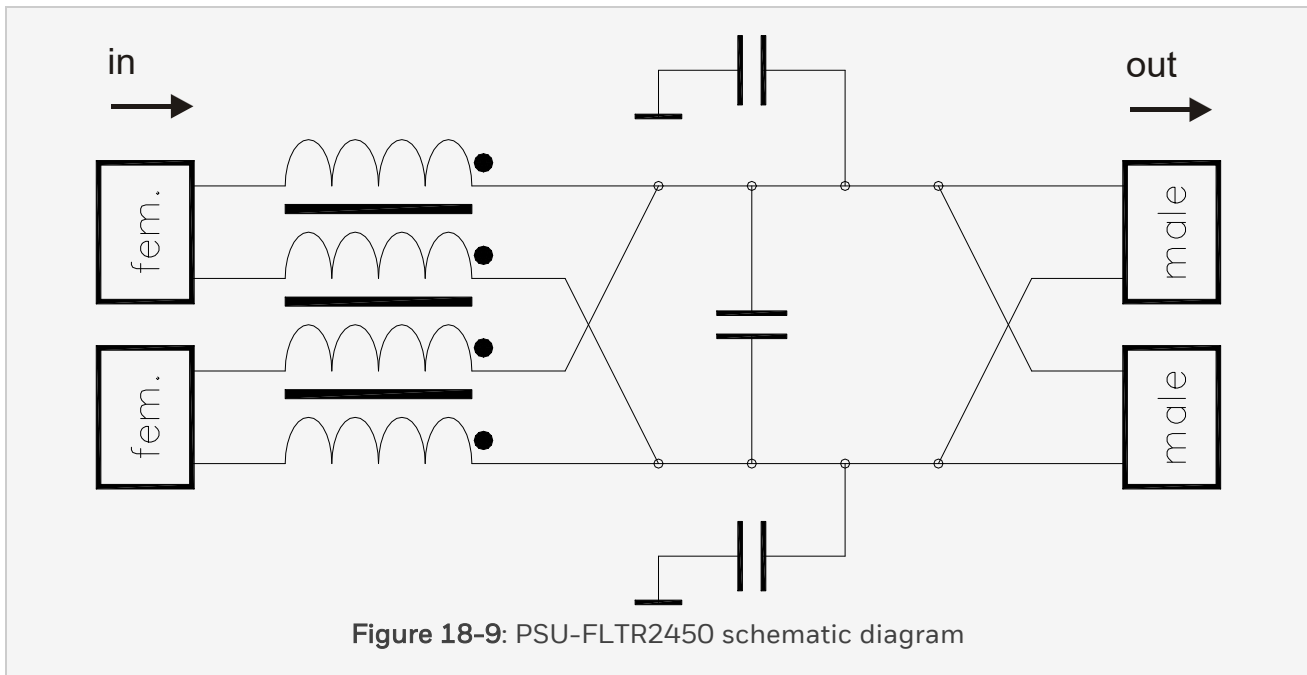 in
out
fem.
male
fem.
male
Figure 18-9: PSU-FLTR2450 schematic diagram